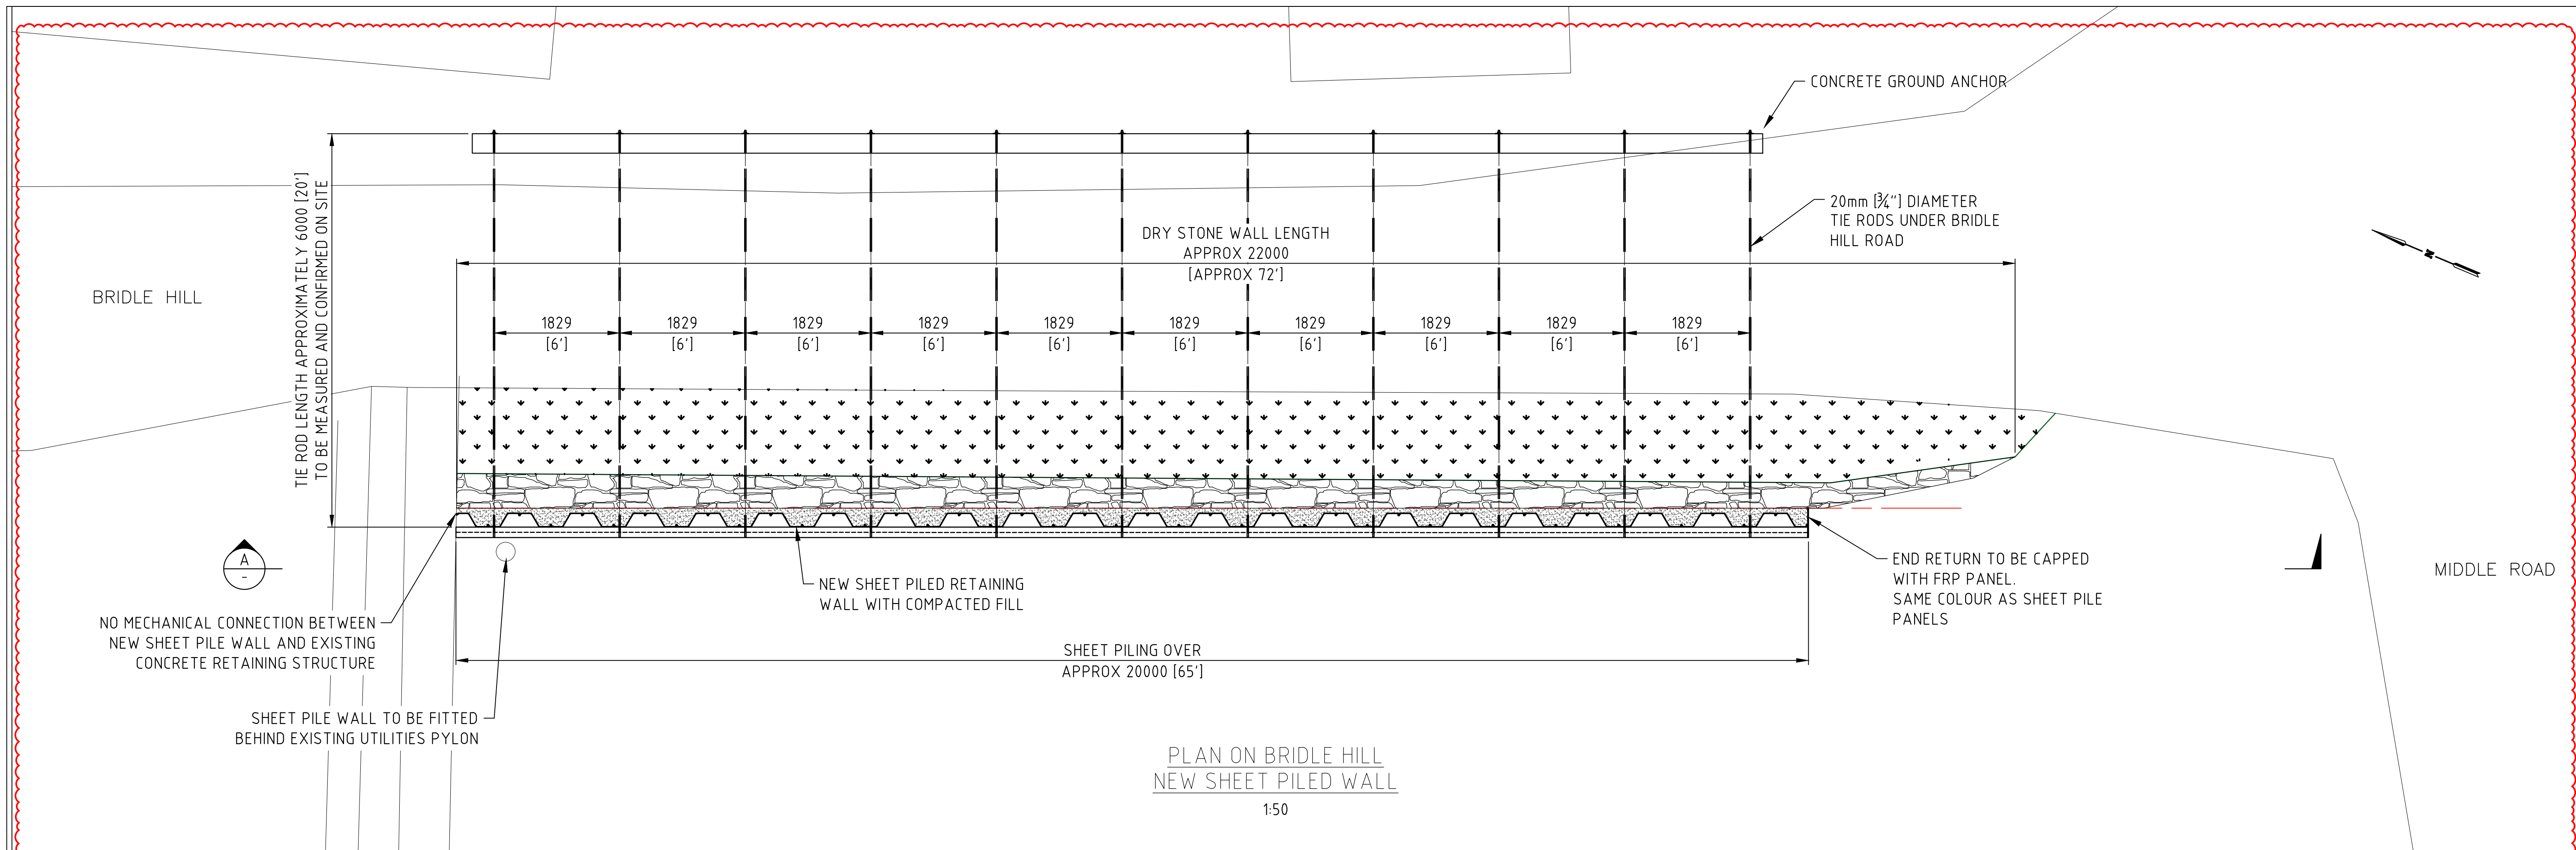 CONCRETE GROUND ANCHOR
TIE ROD LENGTH APPROXIMATELY 6000 [20']
TO BE MEASURED AND CONFIRMED ON SITE
20mm [¾"] DIAMETER
TIE RODS UNDER BRIDLE
HILL ROAD
DRY STONE WALL LENGTH
APPROX 22000
[APPROX 72']
N
BRIDLE HILL
1829 1829 1829 1829 1829 1829 1829 1829 1829 1829
[6'] [6'] [6'] [6'] [6'] [6'] [6'] [6'] [6'] [6']
A
-
NO MECHANICAL CONNECTION BETWEEN
NEW SHEET PILE WALL AND EXISTING
CONCRETE RETAINING STRUCTURE
NEW SHEET PILED RETAINING
WALL WITH COMPACTED FILL
END RETURN TO BE CAPPED
WITH FRP PANEL.
SAME COLOUR AS SHEET PILE
PANELS
MIDDLE ROAD
SHEET PILING OVER
APPROX 20000 [65']
SHEET PILE WALL TO BE FITTED
BEHIND EXISTING UTILITIES PYLON
PLAN ON BRIDLE HILL
NEW SHEET PILED WALL
1:50